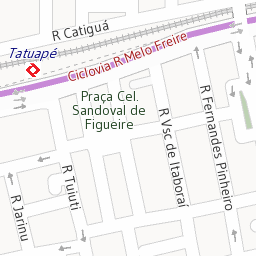 R Catiguá
Tatuapé
Ciclovia R Melo Freire
Praça Cel.
Sandoval de
Figueire
R Vsc de Itaboraí
R Fernandes Pinheiro
R Tuiuti
R Jarinu